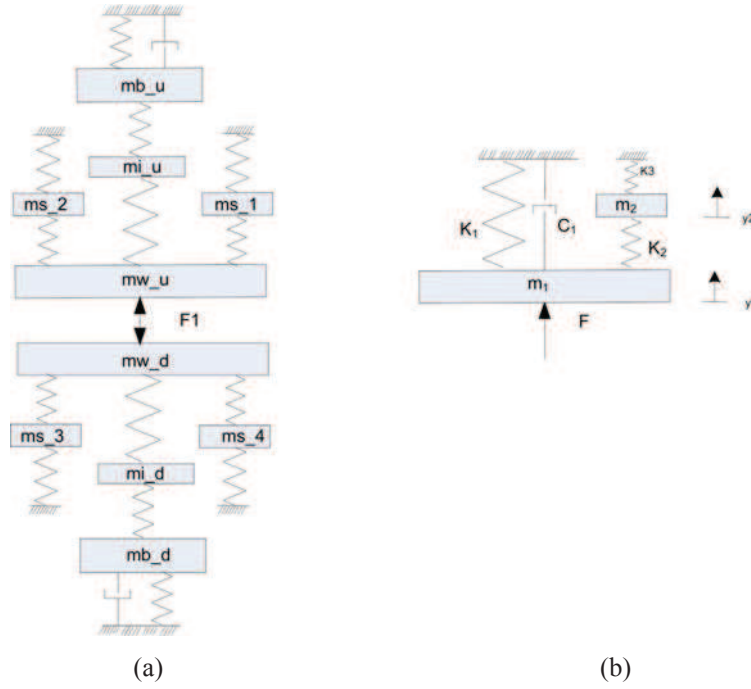 mb_u
mi_u
ms_2
ms_1
mw_u
F1
mw_d
ms_3
ms_4
mi_d
mb_d
(a)
K3
m2
y2
K1
C1
K2
m1
y
F
(b)